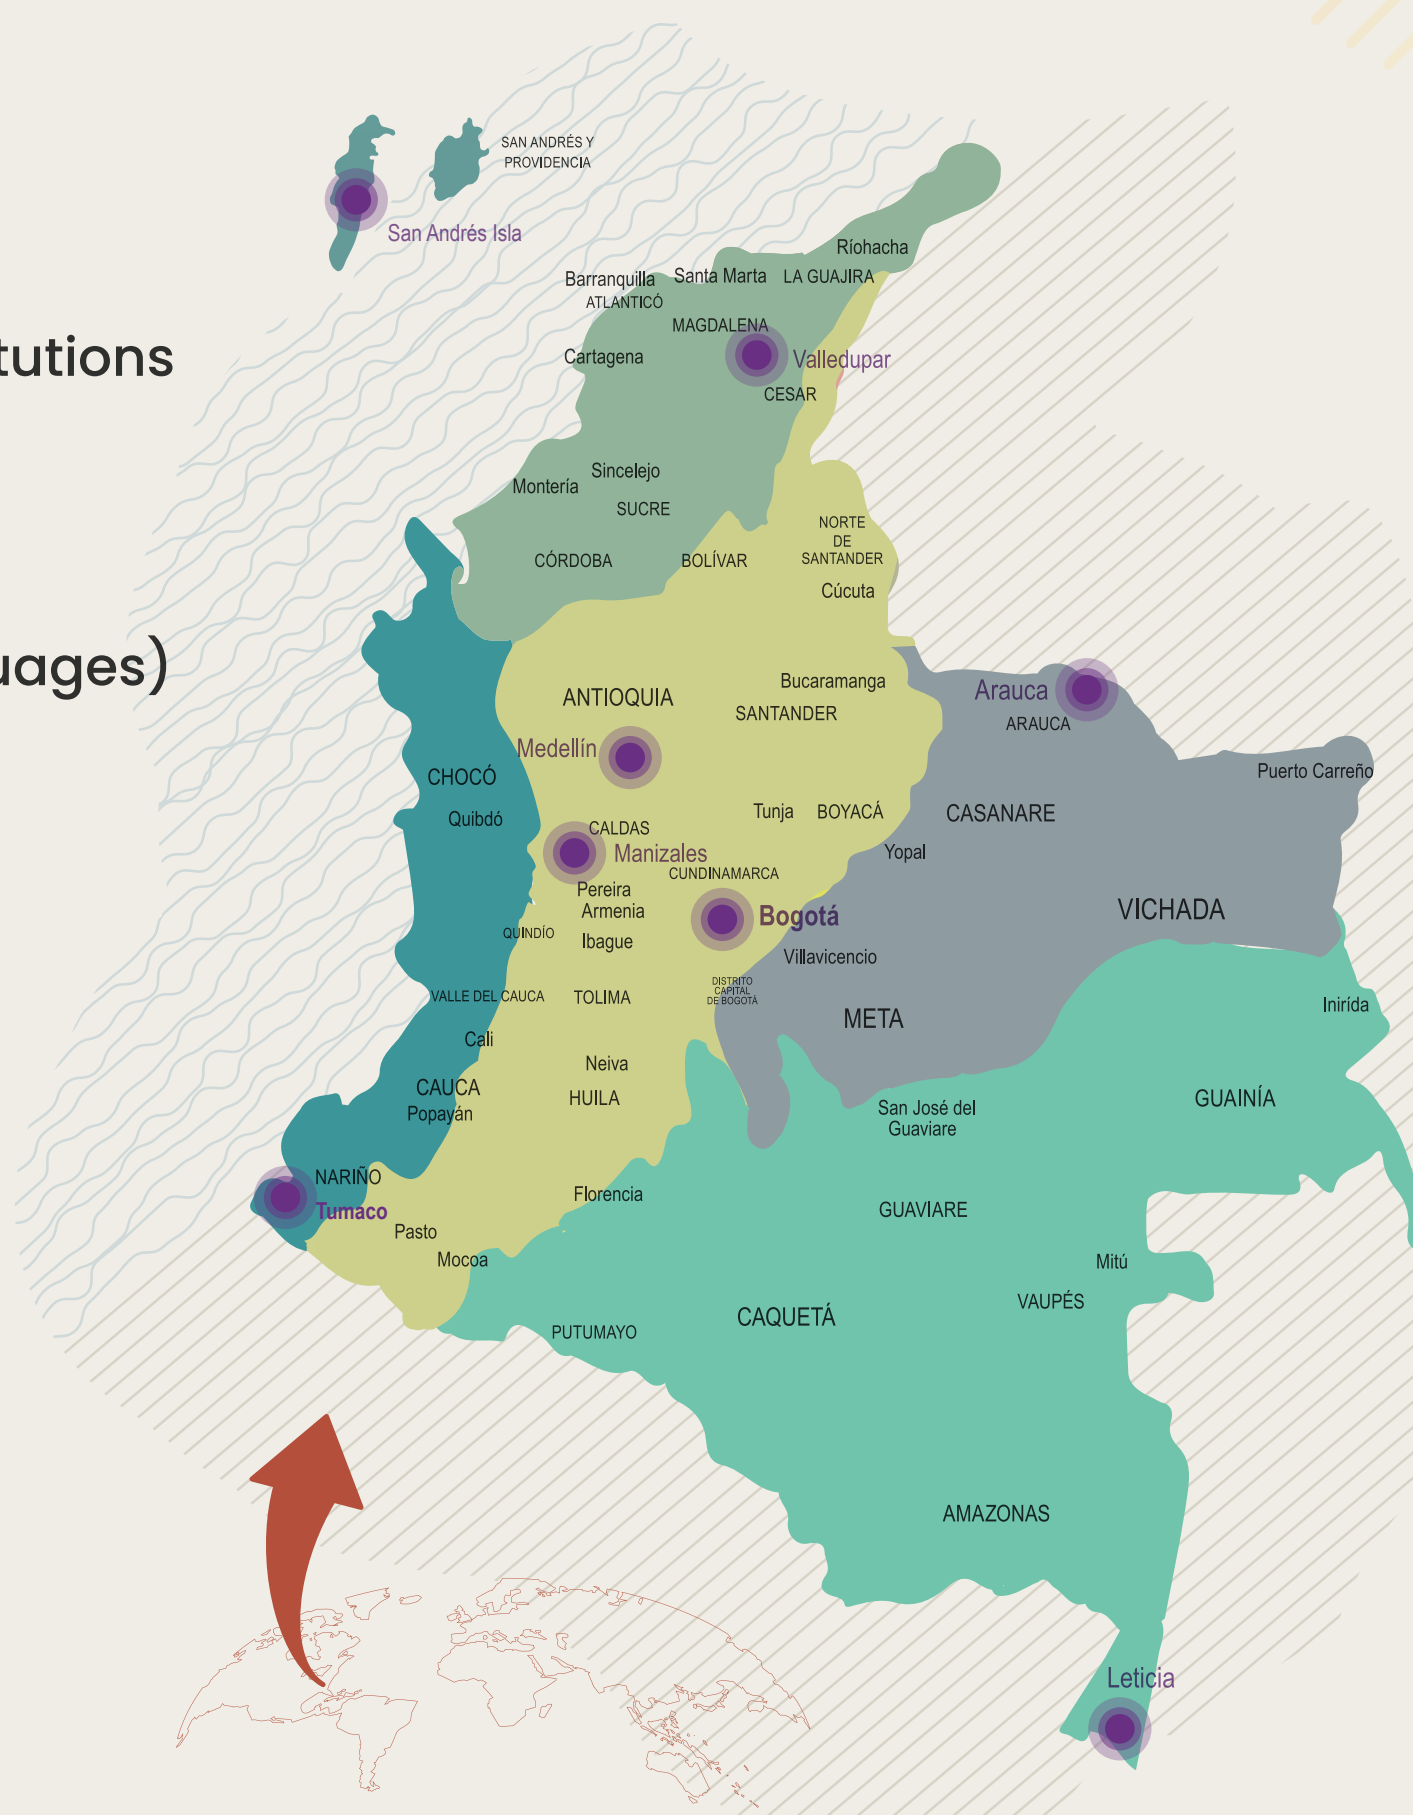 SAN ANDRÉS Y
PROVIDENCIA
San Andrés Isla
Ríohacha
Barranquilla
Santa Marta
LA GUAJIRA
ATLANTICÓ
MAGDALENA
tutions
Cartagena
Valledupar
CESAR
Sincelejo
Montería
SUCRE
NORTE
DE
SANTANDER
CÓRDOBA
BOLÍVAR
Cúcuta
uages)
ANTIOQUIA
Bucaramanga
SANTANDER
Arauca
ARAUCA
Medellín
CHOCÓ
Puerto Carreño
Quibdó
CALDAS
Tunja
BOYACÁ
CASANARE
Manizales
Yopal
CUNDINAMARCA
Pereira
Armenia
Bogotá
VICHADA
QUINDÍO
Ibague
Villavicencio
DISTRITO
CAPITAL
DE BOGOTÁ
VALLE DEL CAUCA
TOLIMA
Inirída
META
Cali
Neiva
CAUCA
HUILA
GUAINÍA
Popayán
San José del
Guaviare
NARIÑO
Florencia
Tumaco
GUAVIARE
Pasto
Mocoa
Mitú
VAUPÉS
CAQUETÁ
PUTUMAYO
AMAZONAS
Leticia